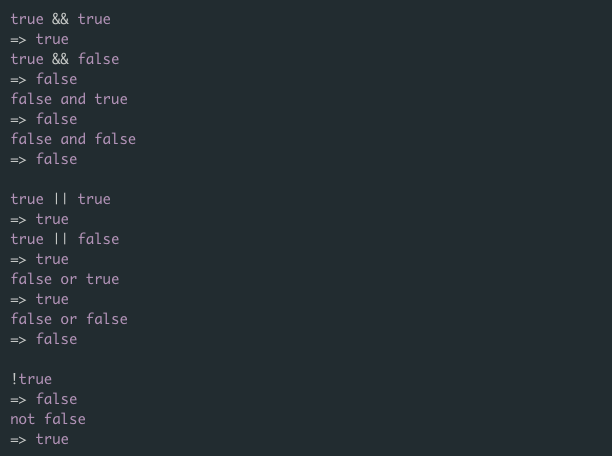 true && true
=> true
true && false
=> false
false and true
=> false
false and false
=> false

true || true
=> true
true || false
=> true
false or true
=> true
false or false
=> false

!true
=> false
not false
=> true